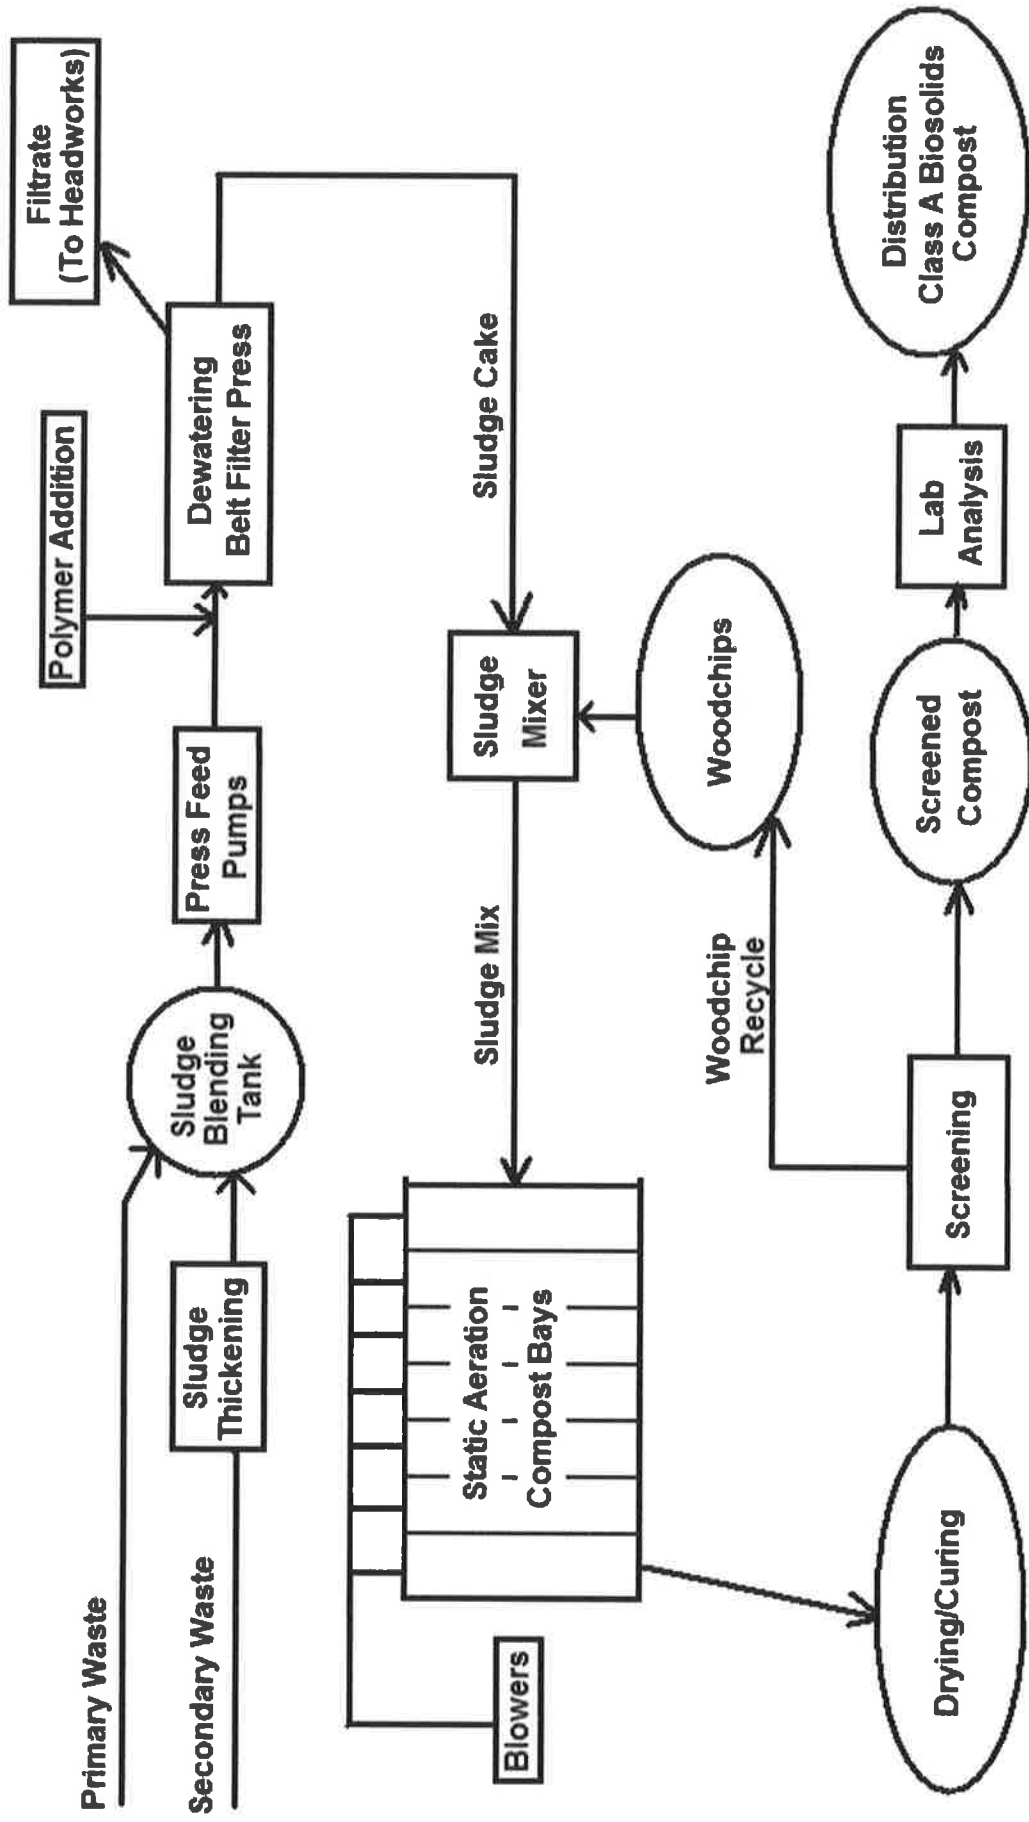 Primary Waste
Secondary Waste
Sludge
Thickening
Sludge
Blending
Tank
Press Feed
Pumps
Polymer Addition
Dewatering
Belt Filter Press
Filtrate
(To Headworks)
Sludge Cake
Sludge
Mixer
Sludge Mix
Blowers
Static Aeration
Compost Bays
Woodchips
Woodchip
Recycle
Drying/Curing
Screening
Screened
Compost
Lab
Analysis
Distribution
Class A Biosolids
Compost